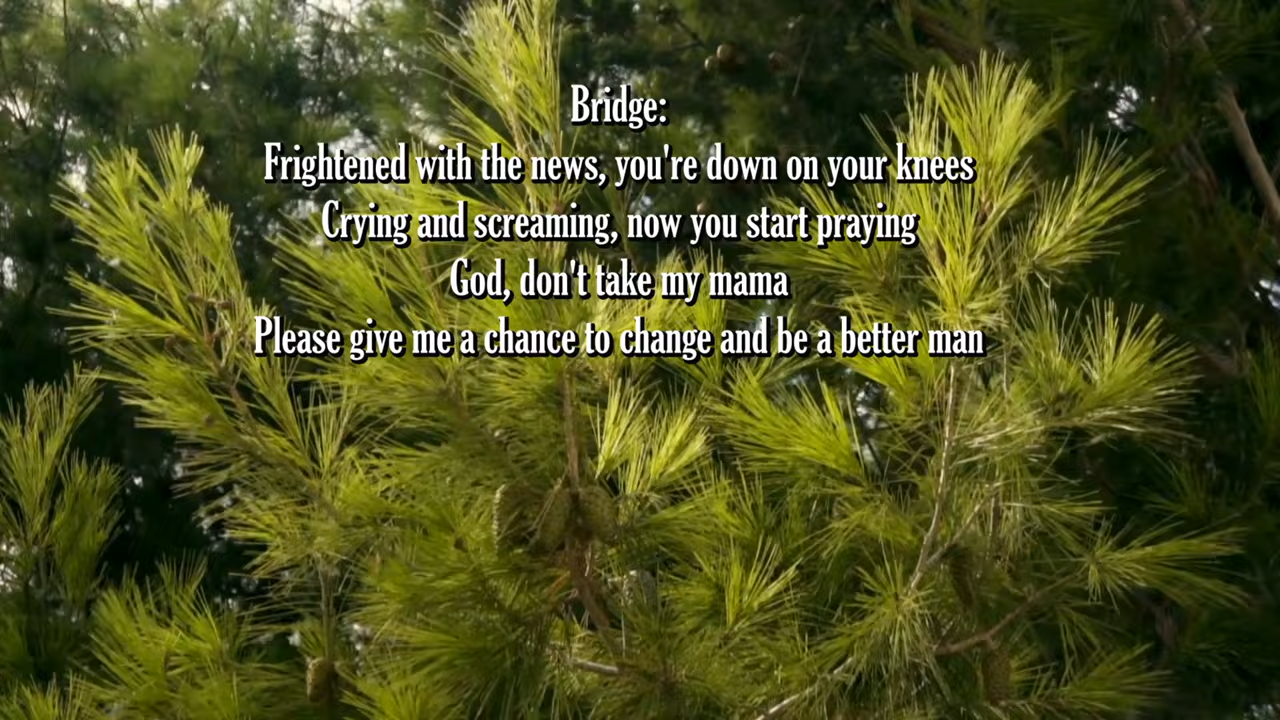 Bridge:
Frightened with the news, you're down on your knees
Crying and screaming, now you start praying
God, don't take my mama
Please give me a chance to change and be a better man